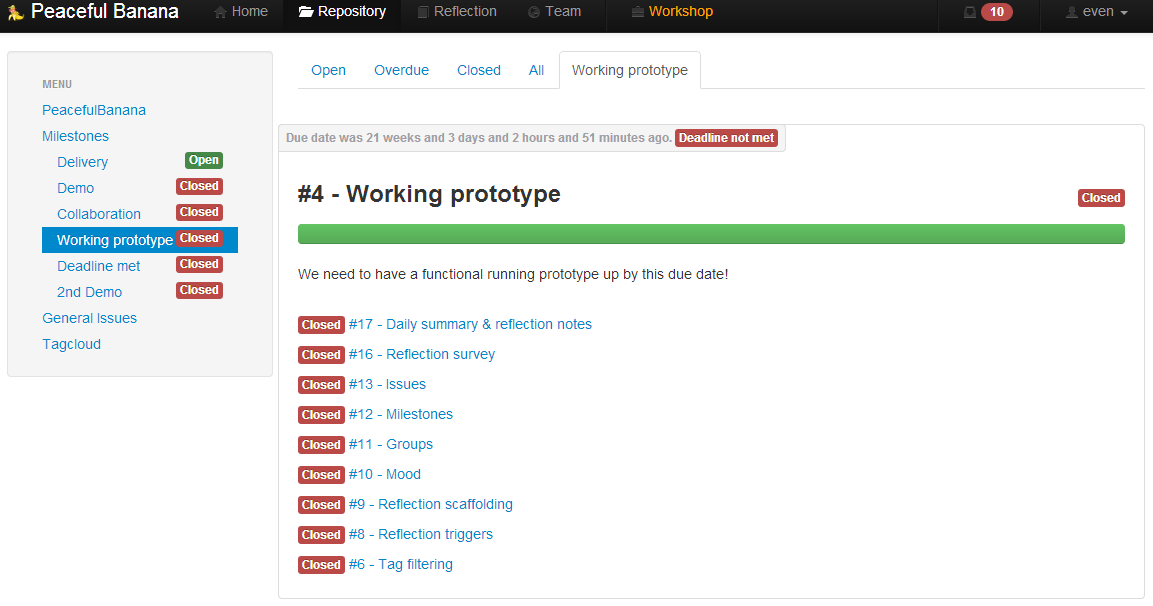 Peaceful Banana Home Repository Reflection Team Workshop 10 even
Open Overdue Closed All Working prototype
MENU
PeacefulBanana
Milestones
Delivery Open
Demo Closed
Collaboration Closed
Working prototype Closed
Deadline met Closed
2nd Demo Closed
General Issues
Tagcloud
Due date was 21 weeks and 3 days and 2 hours and 51 minutes ago. Deadline not met
#4 - Working prototype Closed
We need to have a functional running prototype up by this due date!
Closed #17 - Daily summary & reflection notes
Closed #16 - Reflection survey
Closed #13 - Issues
Closed #12 - Milestones
Closed #11 - Groups
Closed #10 - Mood
Closed #9 - Reflection scaffolding
Closed #8 - Reflection triggers
Closed #6 - Tag filtering